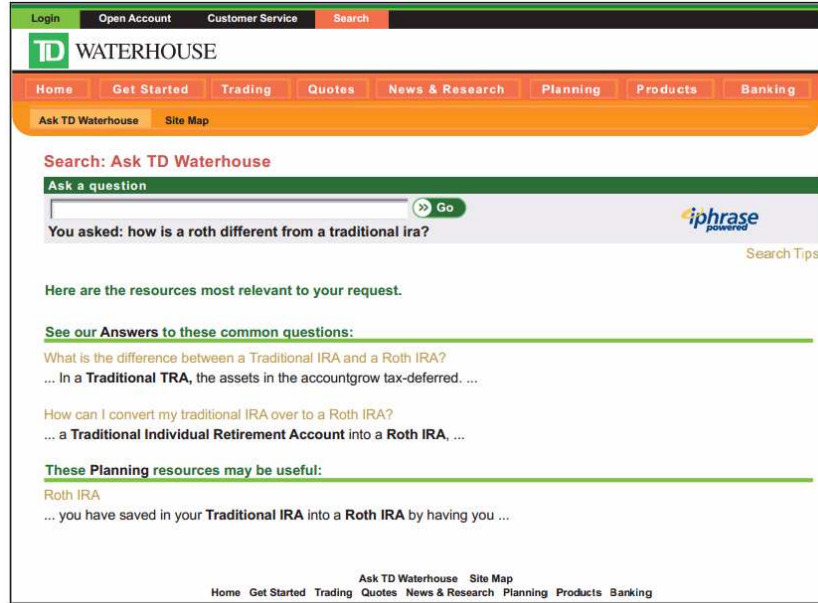 Login Open Account Customer Service Search
TD WATERHOUSE
Home Get Started Trading Quotes News & Research Planning Products Banking
Ask TD Waterhouse Site Map
Search: Ask TD Waterhouse
Ask a question
» Go
iphrase
powered
You asked: how is a roth different from a traditional ira?
Search Tips
Here are the resources most relevant to your request.
See our Answers to these common questions:
What is the difference between a Traditional IRA and a Roth IRA?
... In a Traditional TRA, the assets in the accountgrow tax-deferred. ...
How can I convert my traditional IRA over to a Roth IRA?
... a Traditional Individual Retirement Account into a Roth IRA, ...
These Planning resources may be useful:
Roth IRA
... you have saved in your Traditional IRA into a Roth IRA by having you ...
Ask TD Waterhouse Site Map
Home Get Started Trading Quotes News & Research Planning Products Banking